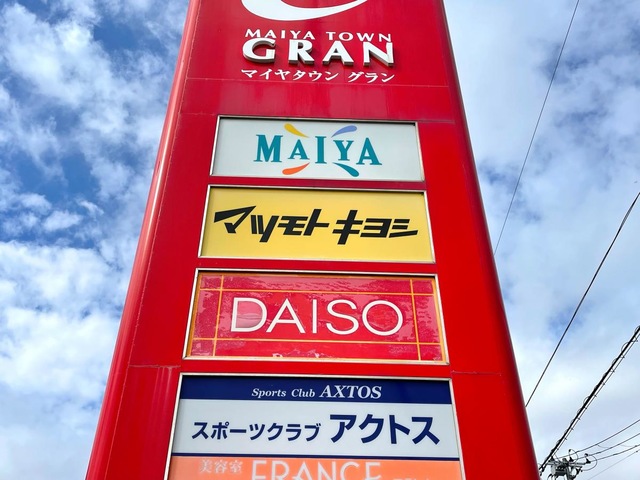 MAIYA TOWN
GRAN
マイヤタウン グラン
MAIYA
マツモトキヨシ
DAISO
Sports Club AXTOS
スポーツクラブ アクトス
美容室 FRANCE